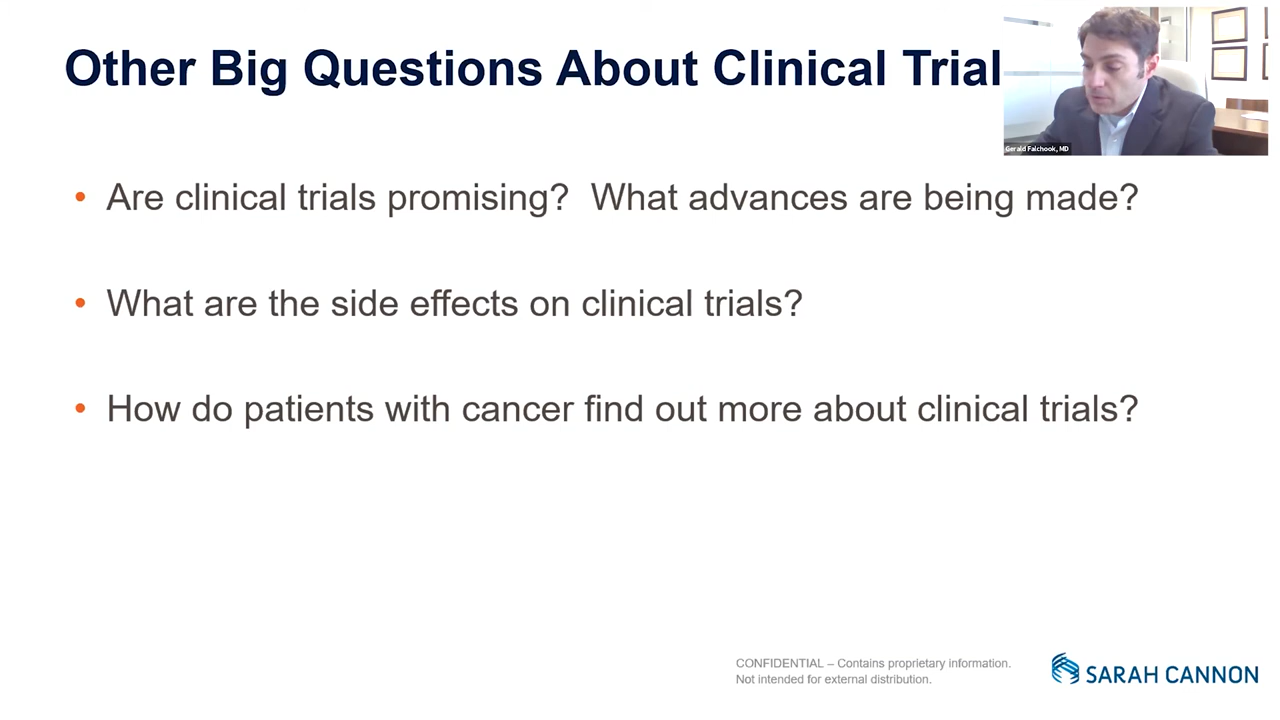 Other Big Questions About Clinical Trial
Gerald Falchook, MD
• Are clinical trials promising?  What advances are being made?
• What are the side effects on clinical trials?
• How do patients with cancer find out more about clinical trials?
CONFIDENTIAL – Contains proprietary information.
Not intended for external distribution.
SARAH CANNON